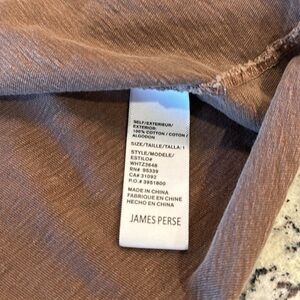 SELF/EXTERIEUR/
EXTERIOR:
100% COTTON / COTON /
ALGODON
SIZE/TAILLE/TALLA: 1
STYLE/MODELE/
ESTILO#
WHTZ3648
RN# 95339
CA# 31092
P.O.# 3951800
MADE IN CHINA
FABRIQUE EN CHINE
HECHO EN CHINA
JAMES PERSE